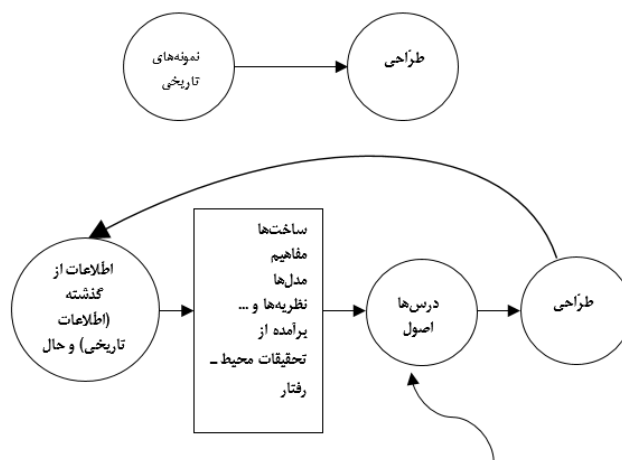 نمونه‌های
تاریخی
طرّاحی
اطّلاعات از
گذشته
(اطّلاعات
تاریخی) و حال
ساخت‌ها
مفاهیم
مدل‌ها
نظریه‌ها و ...
برآمده از
تحقیقات محیط ـ
رفتار
درس‌ها
اصول
طرّاحی